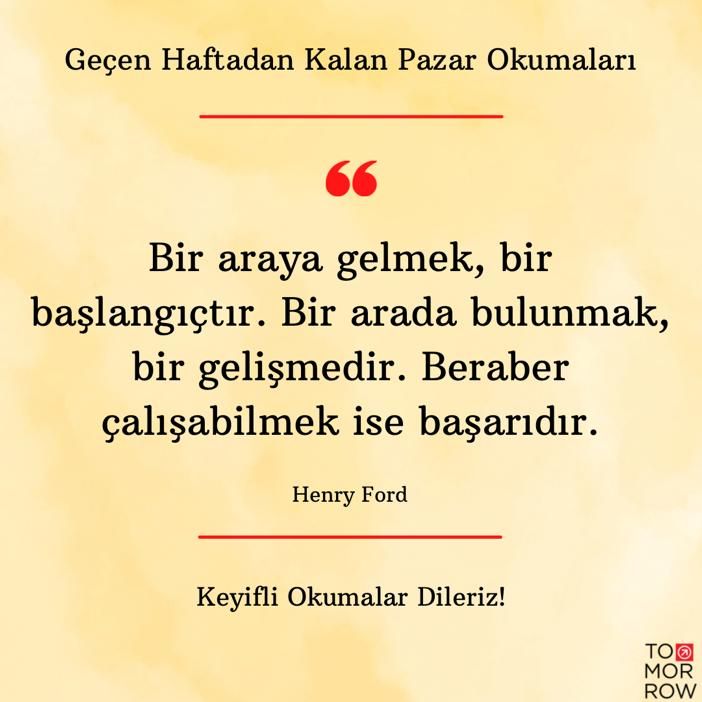 Geçen Haftadan Kalan Pazar Okumaları
“
Bir araya gelmek, bir
başlangıçtır. Bir arada bulunmak,
bir gelişmedir. Beraber
çalışabilmek ise başarıdır.
Henry Ford
Keyifli Okumalar Dileriz!
TO
MOR
ROW